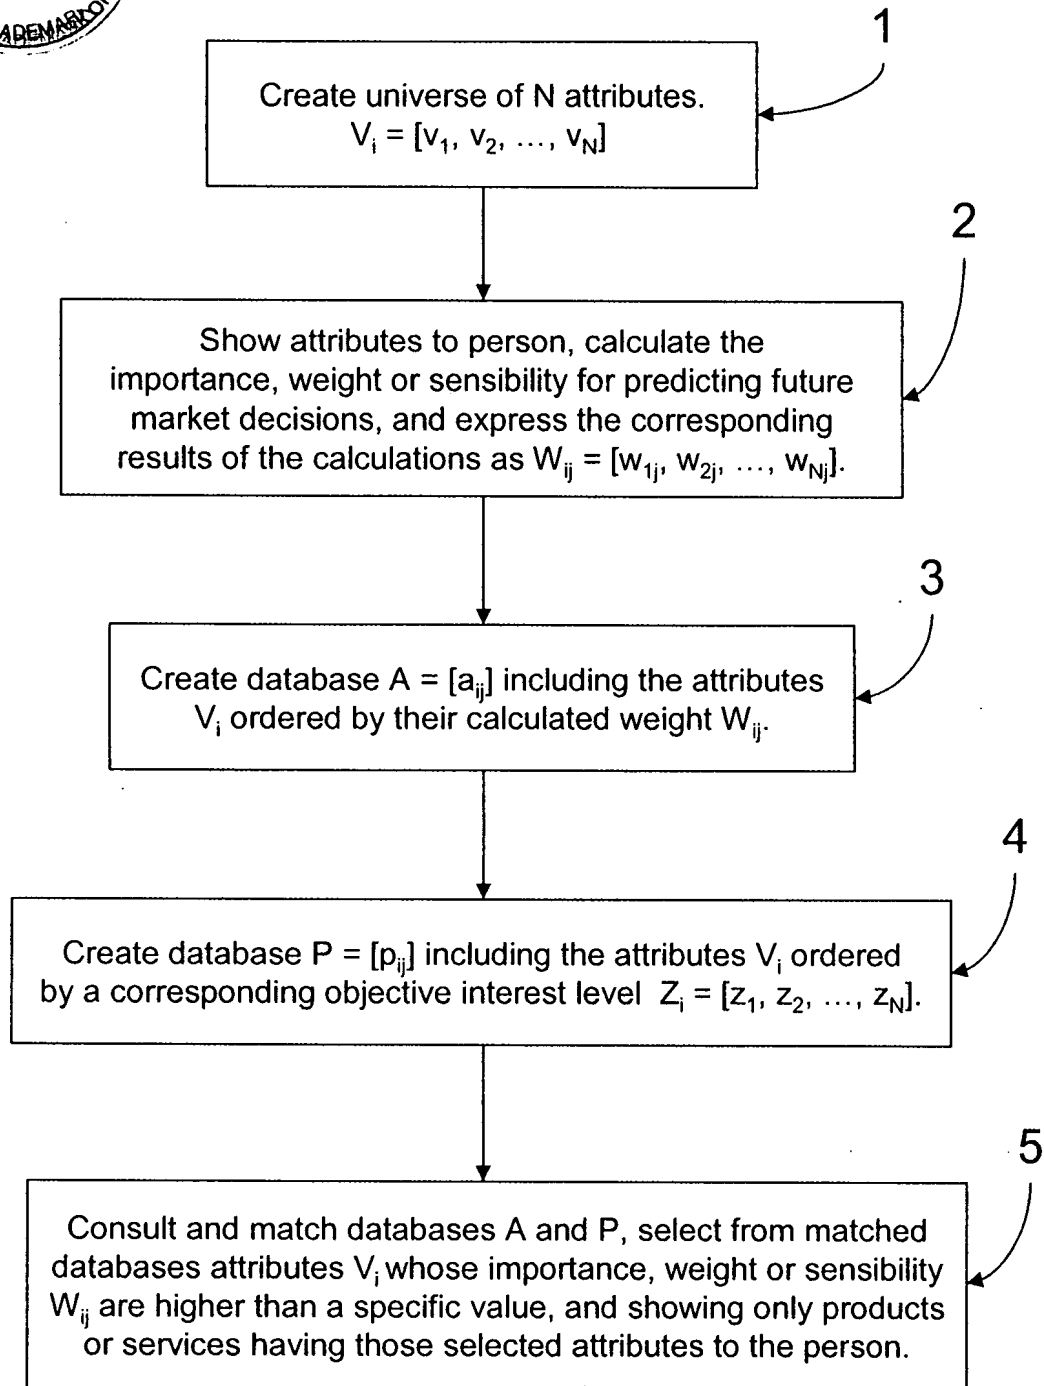 1
Create universe of N attributes.
Vi = [v1, v2, ..., vN]
2
Show attributes to person, calculate the
importance, weight or sensibility for predicting future
market decisions, and express the corresponding
results of the calculations as Wij = [w1j, w2j, ..., wNj].
3
Create database A = [aij] including the attributes
Vi ordered by their calculated weight Wij.
4
Create database P = [pij] including the attributes Vi ordered
by a corresponding objective interest level Zi = [z1, z2, ..., zN].
5
Consult and match databases A and P, select from matched
databases attributes Vi whose importance, weight or sensibility
Wij are higher than a specific value, and showing only products
or services having those selected attributes to the person.